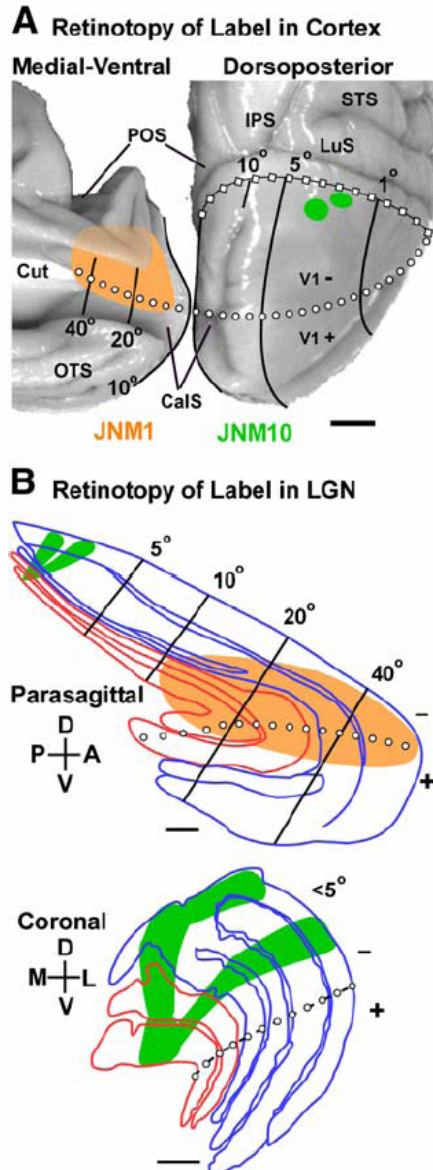 A Retinotopy of Label in Cortex
Medial-Ventral Dorsoposterior
STS
IPS
POS
LuS
10° 5°
1°
Cut
V1 -
40° 20°
V1 +
OTS
10°
CalS
JNM1 JNM10
B Retinotopy of Label in LGN
5°
10°
20°
40°
Parasagittal
–
D
P A
+
V
<5°
Coronal
D
–
M L
+
V